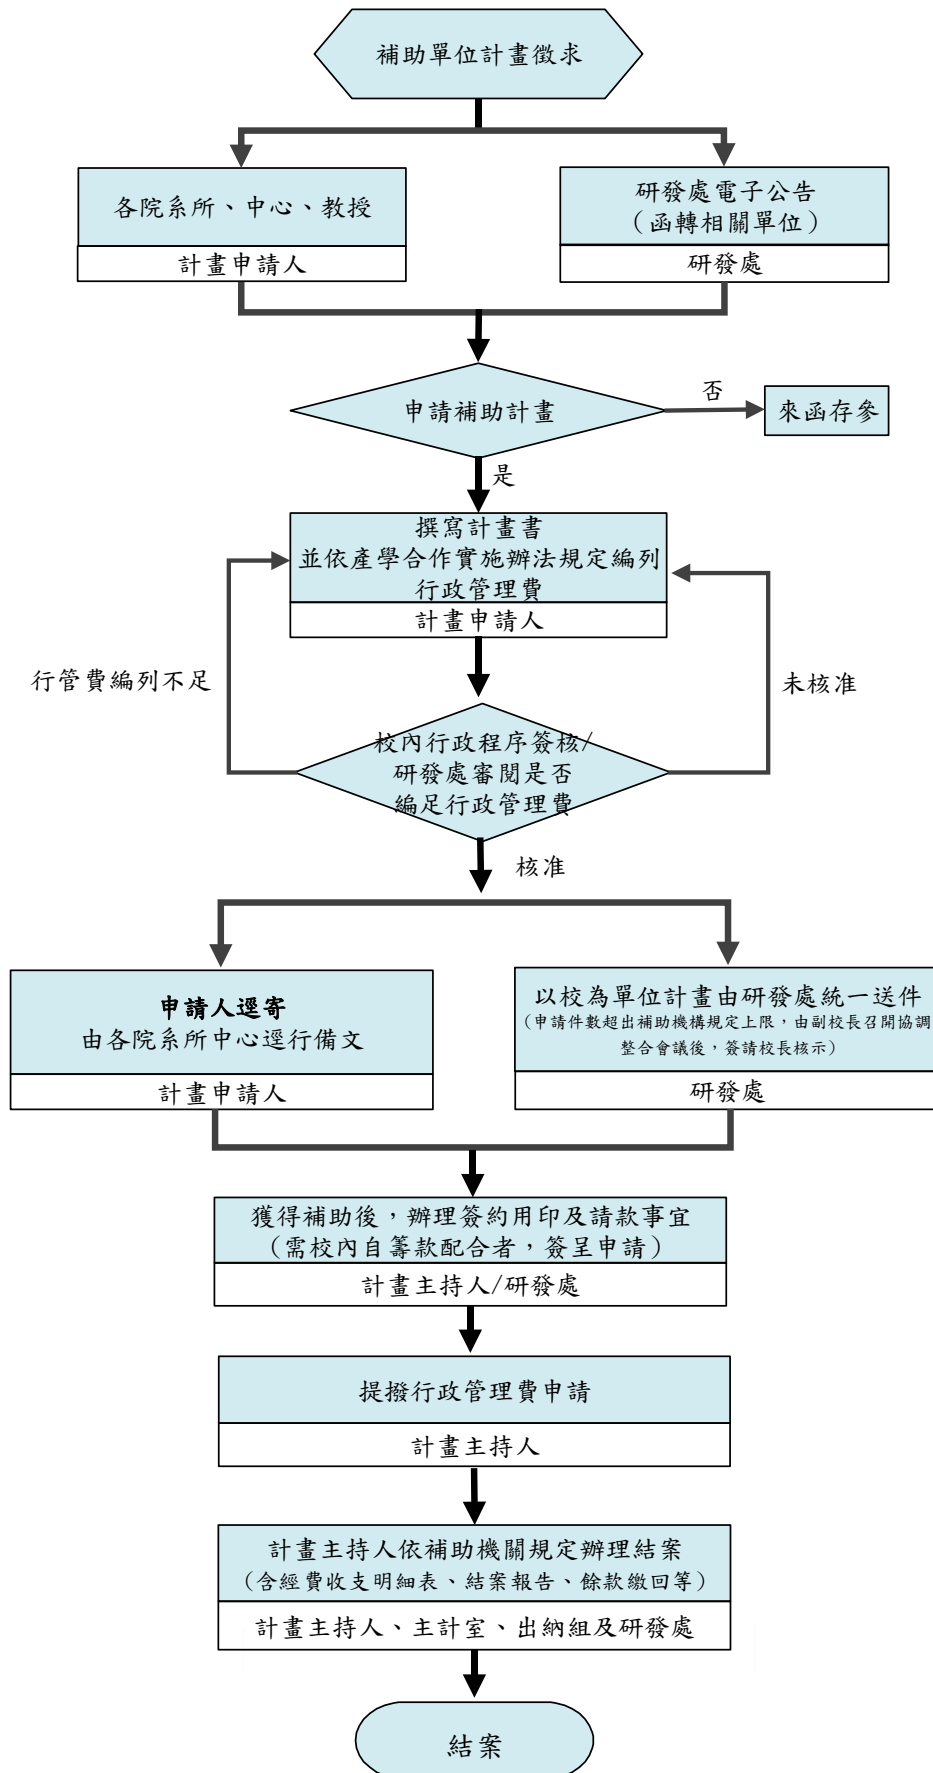 補助單位計畫徵求
各院系所、中心、教授
計畫申請人
研發處電子公告
（函轉相關單位）
研發處
申請補助計畫
否
來函存參
是
撰寫計畫書
並依產學合作實施辦法規定編列
行政管理費
計畫申請人
行管費編列不足
未核准
校內行政程序簽核/
研發處審閱是否
編足行政管理費
核准
申請人逕寄
由各院系所中心逕行備文
計畫申請人
以校為單位計畫由研發處統一送件
（申請件數超出補助機構規定上限，由副校長召開協調
整合會議後，簽請校長核示）
研發處
獲得補助後，辦理簽約用印及請款事宜
（需校內自籌款配合者，簽呈申請）
計畫主持人/研發處
提撥行政管理費申請
計畫主持人
計畫主持人依補助機關規定辦理結案
（含經費收支明細表、結案報告、餘款繳回等）
計畫主持人、主計室、出納組及研發處
結案